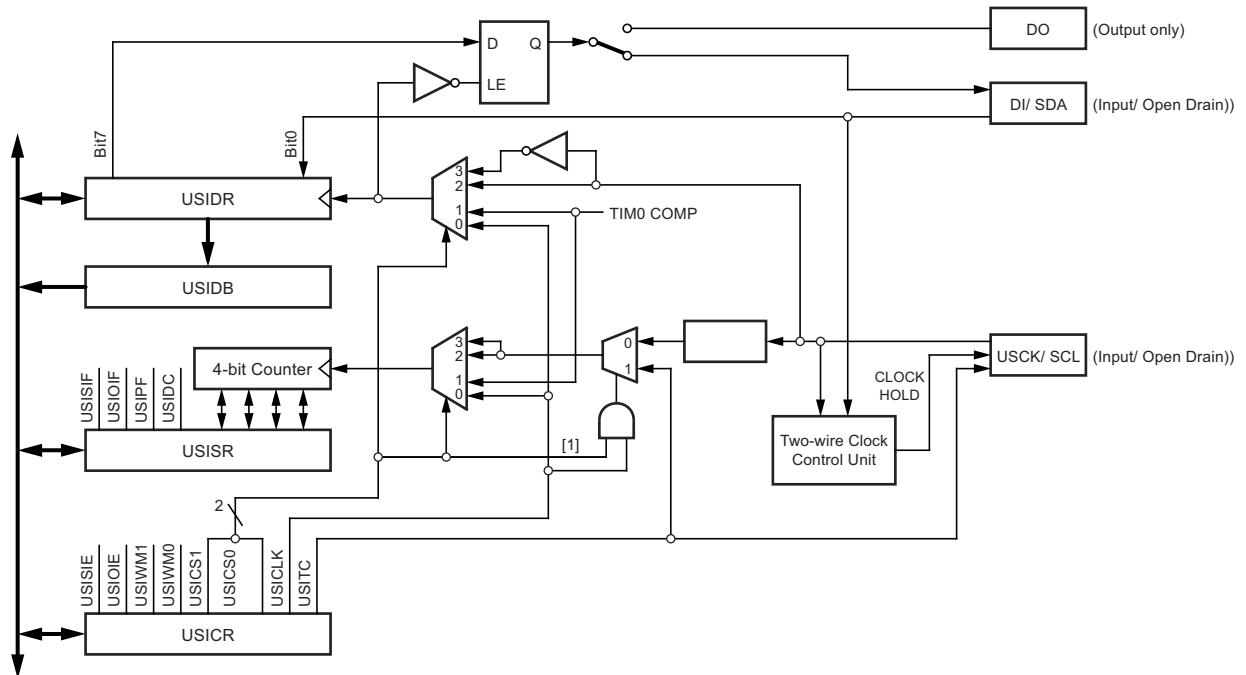 DO (Output only)
D Q
LE
DI/ SDA (Input/ Open Drain))
Bit7
Bit0
3
2
1
0
USIDR
TIM0 COMP
USIDB
3
2
1
0
0
1
4-bit Counter
USCK/ SCL (Input/ Open Drain))
CLOCK
HOLD
USISIF
USIOIF
USIPF
USIDC
[1]
Two-wire Clock
Control Unit
USISR
2
USISIE
USIOIE
USIWM1
USIWM0
USICS1
USICS0
USICLK
USITC
USICR